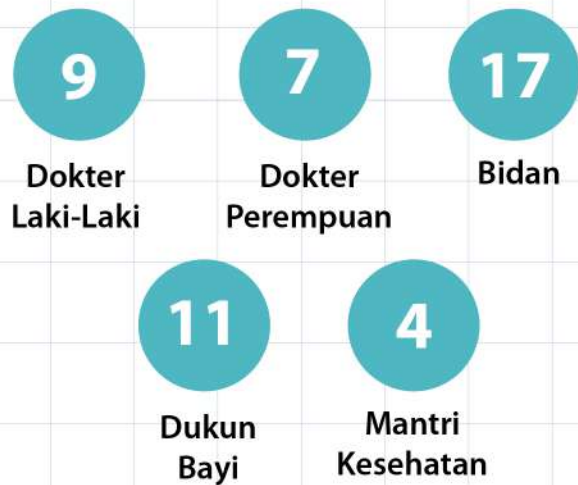 9
Dokter
Laki-Laki
7
Dokter
Perempuan
17
Bidan
11
Dukun
Bayi
4
Mantri
Kesehatan